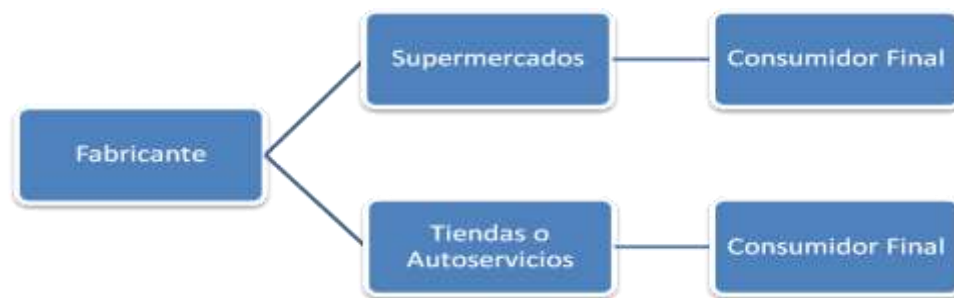 Supermercados
Consumidor Final
Fabricante
Tiendas o
Autoservicios
Consumidor Final